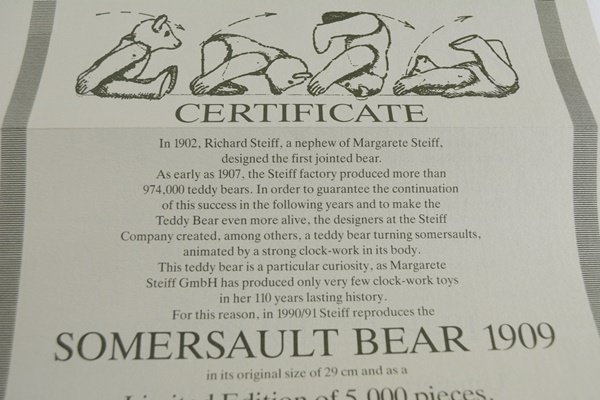 CERTIFICATE
In 1902, Richard Steiff, a nephew of Margarete Steiff,
designed the first jointed bear.
As early as 1907, the Steiff factory produced more than
974,000 teddy bears. In order to guarantee the continuation
of this success in the following years and to make the
Teddy Bear even more alive, the designers at the Steiff
Company created, among others, a teddy bear turning somersaults,
animated by a strong clock-work in its body.
This teddy bear is a particular curiosity, as Margarete
Steiff GmbH has produced only very few clock-work toys
in her 110 years lasting history.
For this reason, in 1990/91 Steiff reproduces the
SOMERSAULT BEAR 1909
in its original size of 29 cm and as a
Limited Edition of 5,000 pieces.